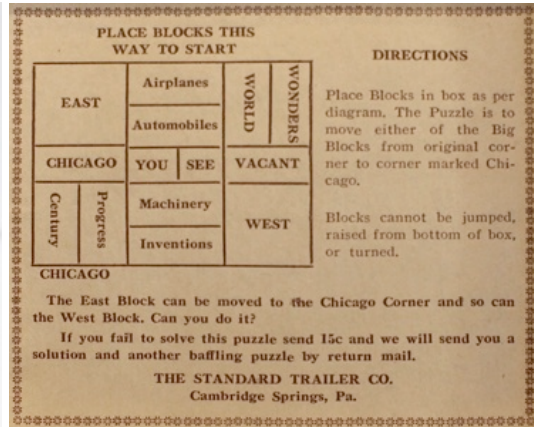 PLACE BLOCKS THIS
WAY TO START
EAST
Airplanes
Automobiles
WORLD
WONDERS
CHICAGO
YOU
SEE
VACANT
Century
Progress
Machinery
Inventions
WEST
CHICAGO
DIRECTIONS
Place Blocks in box as per
diagram. The Puzzle is to
move either of the Big
Blocks from original cor-
ner to corner marked Chi-
cago.
Blocks cannot be jumped,
raised from bottom of box,
or turned.
The East Block can be moved to the Chicago Corner and so can
the West Block. Can you do it?
If you fail to solve this puzzle send 15c and we will send you a
solution and another baffling puzzle by return mail.
THE STANDARD TRAILER CO.
Cambridge Springs, Pa.